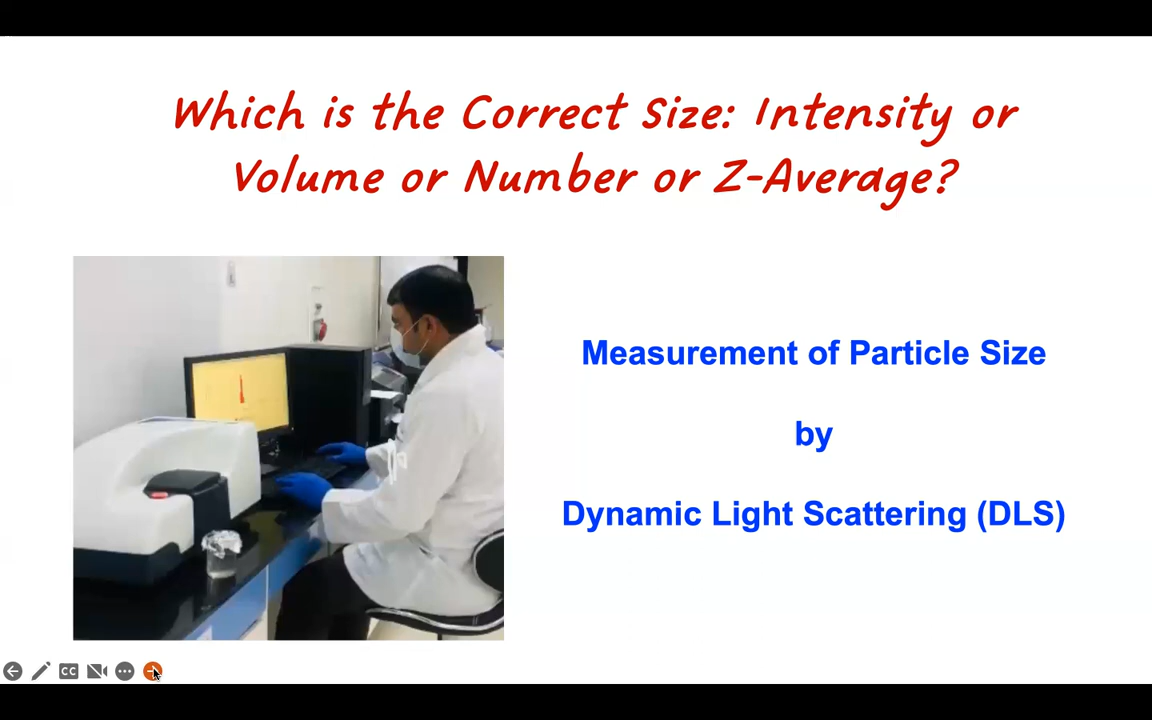 Which is the Correct Size: Intensity or
Volume or Number or Z-Average?
Measurement of Particle Size
by
Dynamic Light Scattering (DLS)
CC